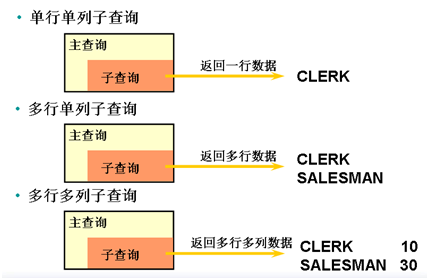 • 单行单列子查询
主查询
子查询
返回一行数据
CLERK
• 多行单列子查询
主查询
子查询
返回多行数据
CLERK
SALESMAN
• 多行多列子查询
主查询
子查询
返回多行多列数据
CLERK 10
SALESMAN 30